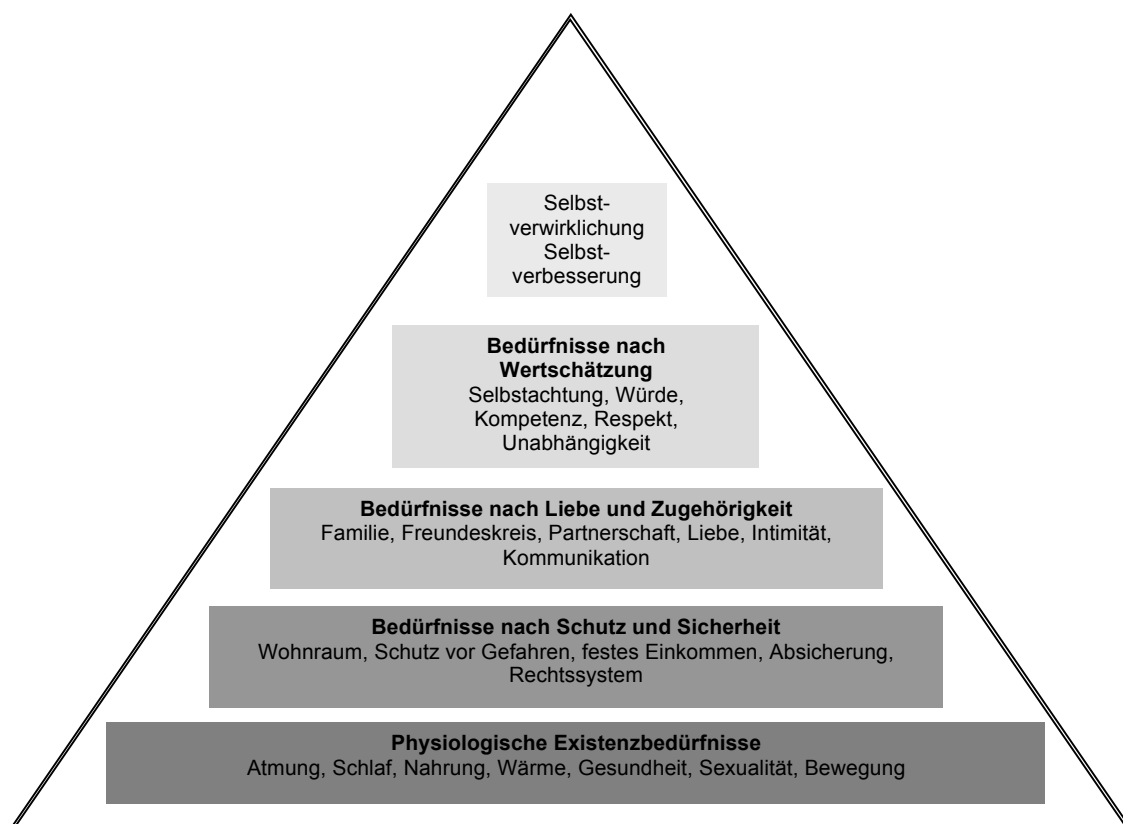 Selbst-
verwirklichung
Selbst-
verbesserung
Bedürfnisse nach
Wertschätzung
Selbstachtung, Würde,
Kompetenz, Respekt,
Unabhängigkeit
Bedürfnisse nach Liebe und Zugehörigkeit
Familie, Freundeskreis, Partnerschaft, Liebe, Intimität,
Kommunikation
Bedürfnisse nach Schutz und Sicherheit
Wohnraum, Schutz vor Gefahren, festes Einkommen, Absicherung,
Rechtssystem
Physiologische Existenzbedürfnisse
Atmung, Schlaf, Nahrung, Wärme, Gesundheit, Sexualität, Bewegung